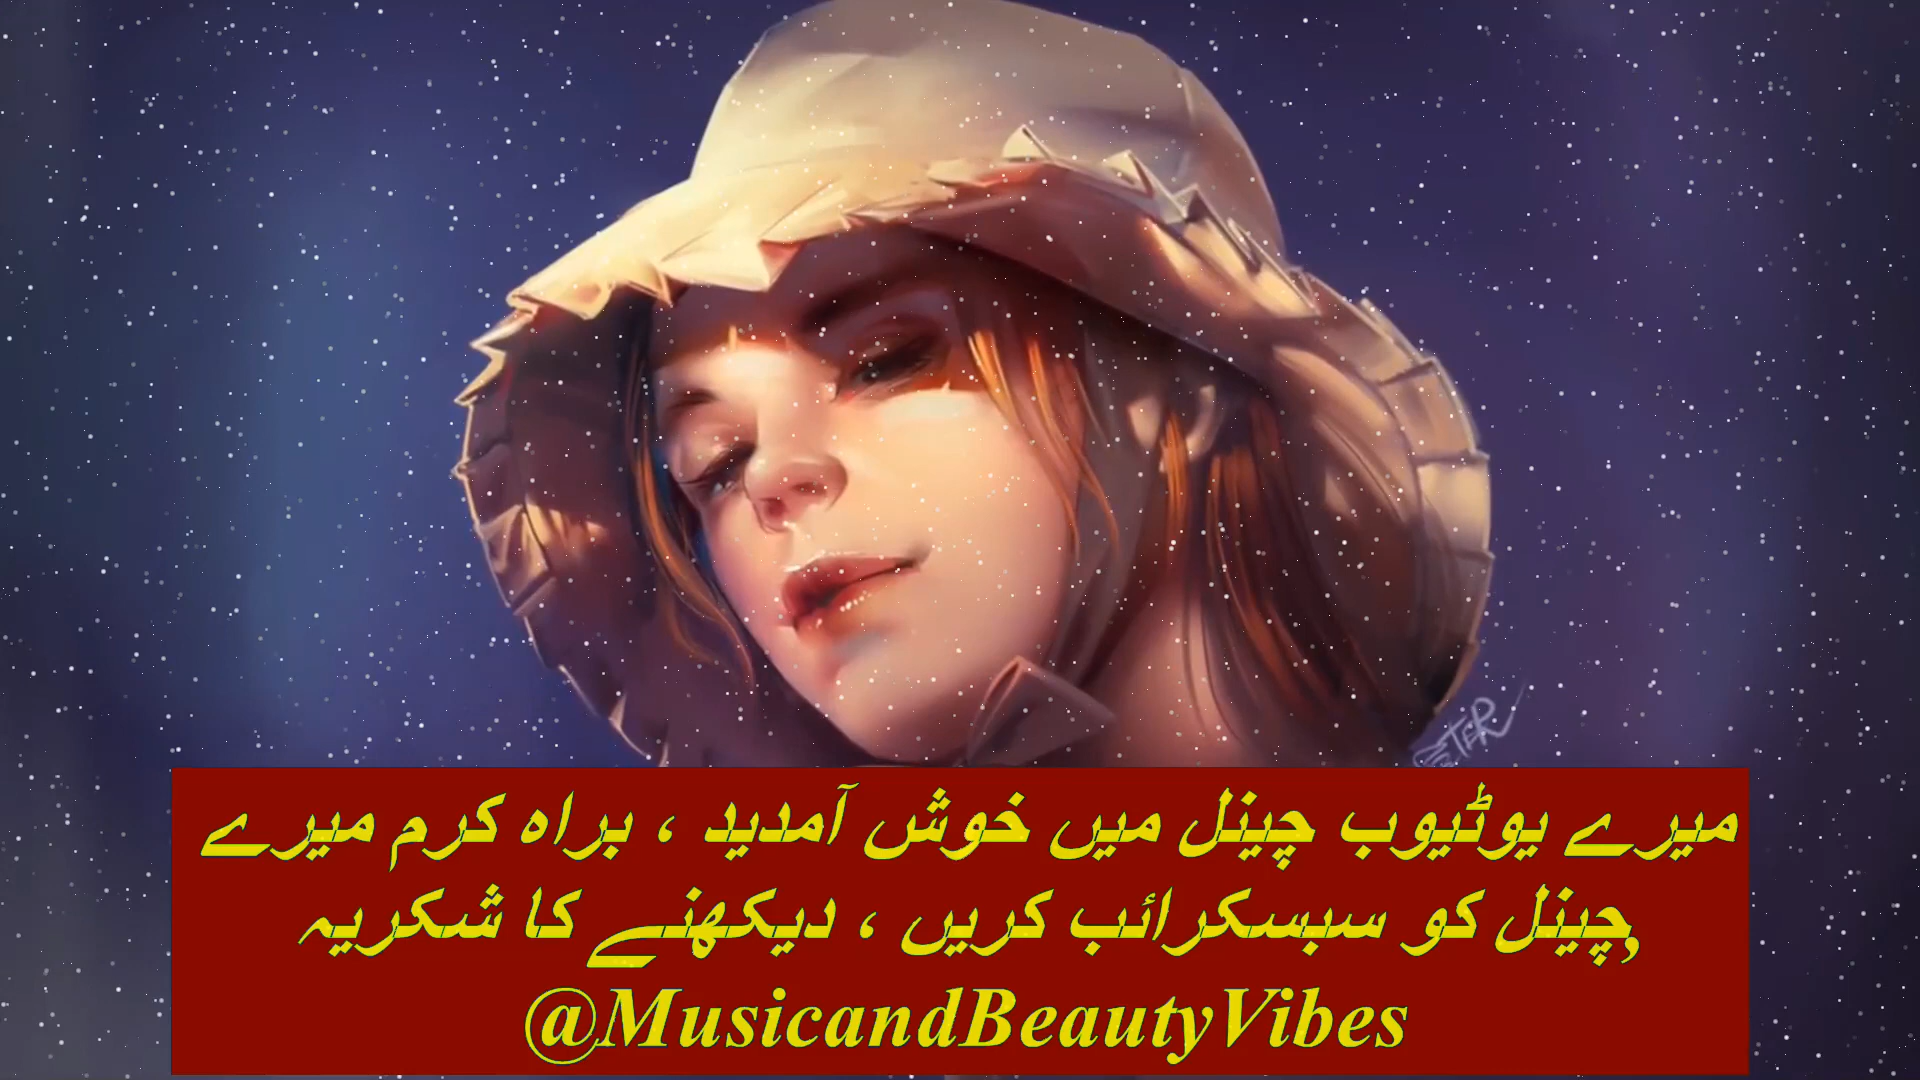 میرے یوٹیوب چینل میں خوش آمدید ، براہ کرم میرے
چینل کو سبسکرائب کریں ، دیکھنے کا شکریہ,
@MusicandBeautyVibes